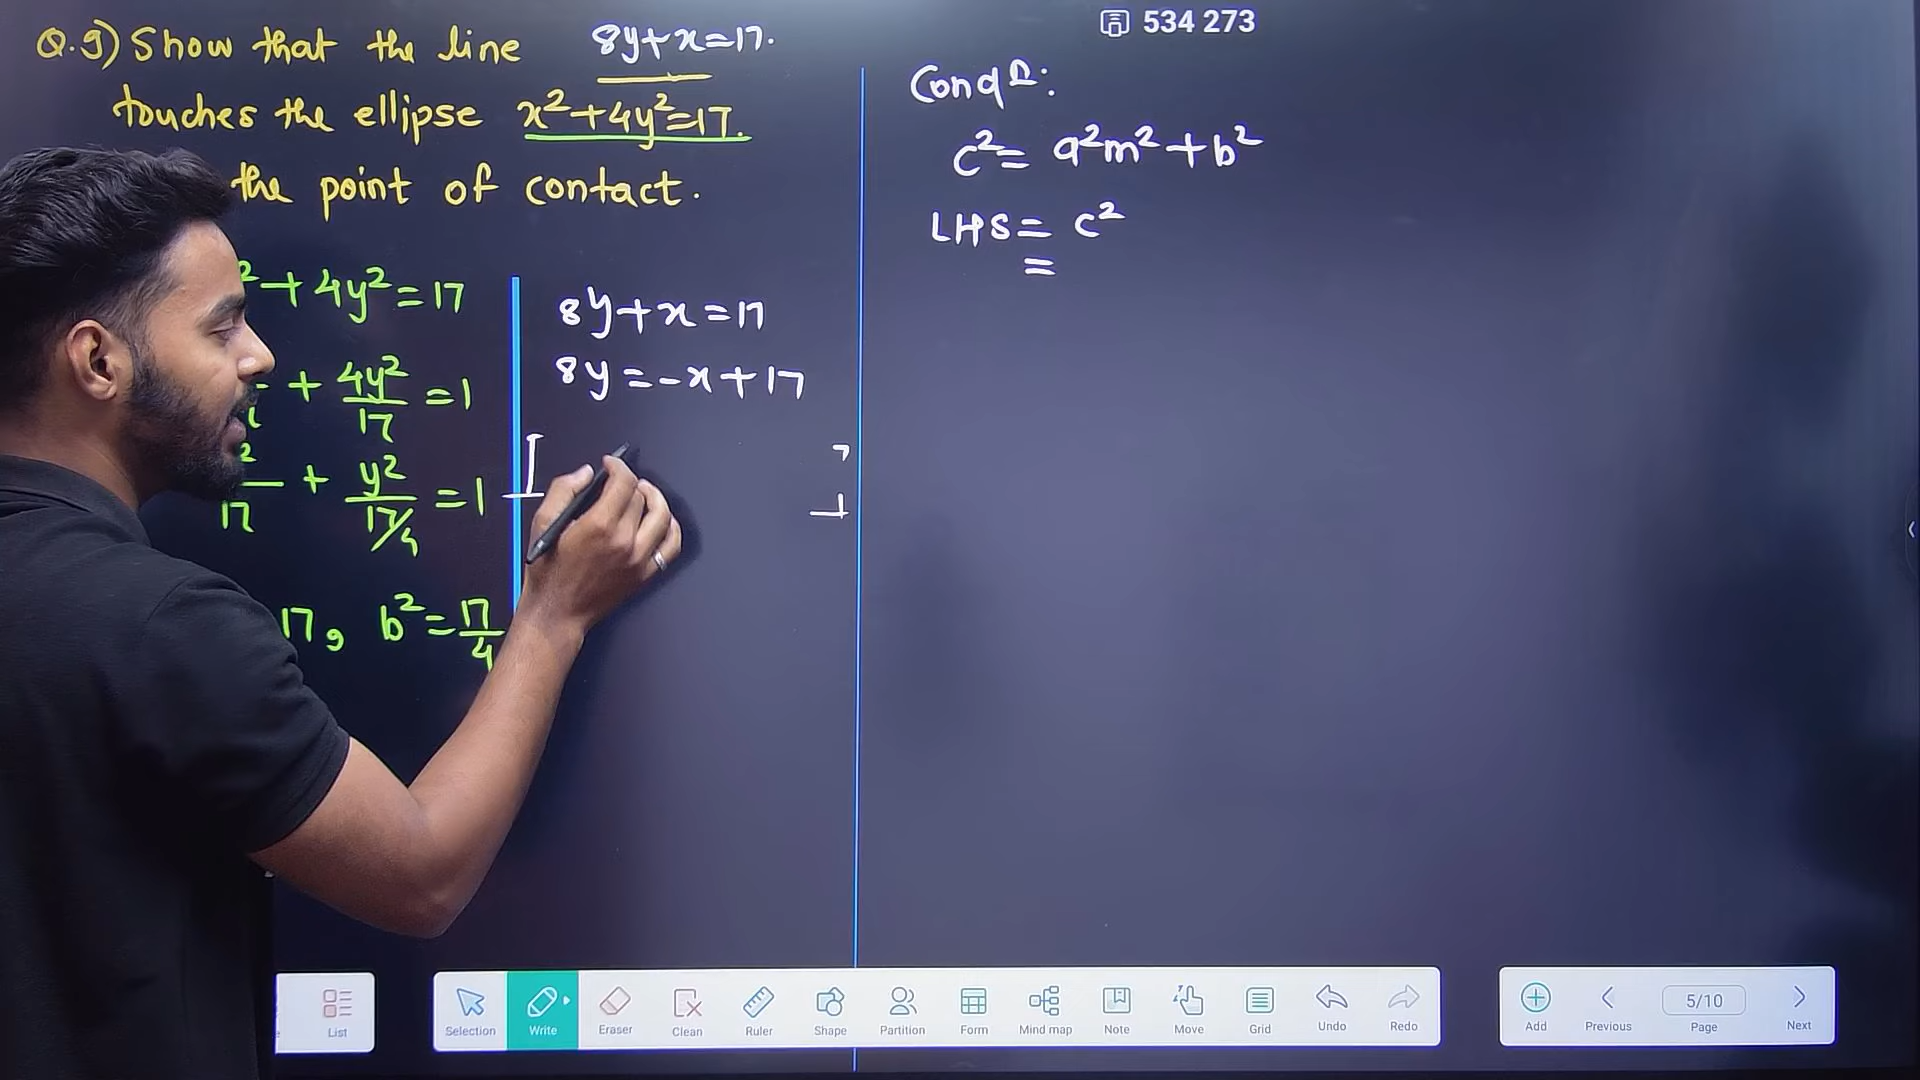 534 273
Q.9) Show that the line 8y+x=17.
touches the ellipse x²+4y²=17.
the point of contact.
²+4y²=17
+ 4y²/17 =1
²/17 + y²/17/4 =1
17, b²=17/4
8y+x=17
8y=-x+17
c²= a²m²+b²
LHS= c²
=
List
Selection
Write
Eraser
Clean
Ruler
Shape
Partition
Form
Mind map
Note
Move
Grid
Undo
Redo
Add
Previous
5/10
Page
Next